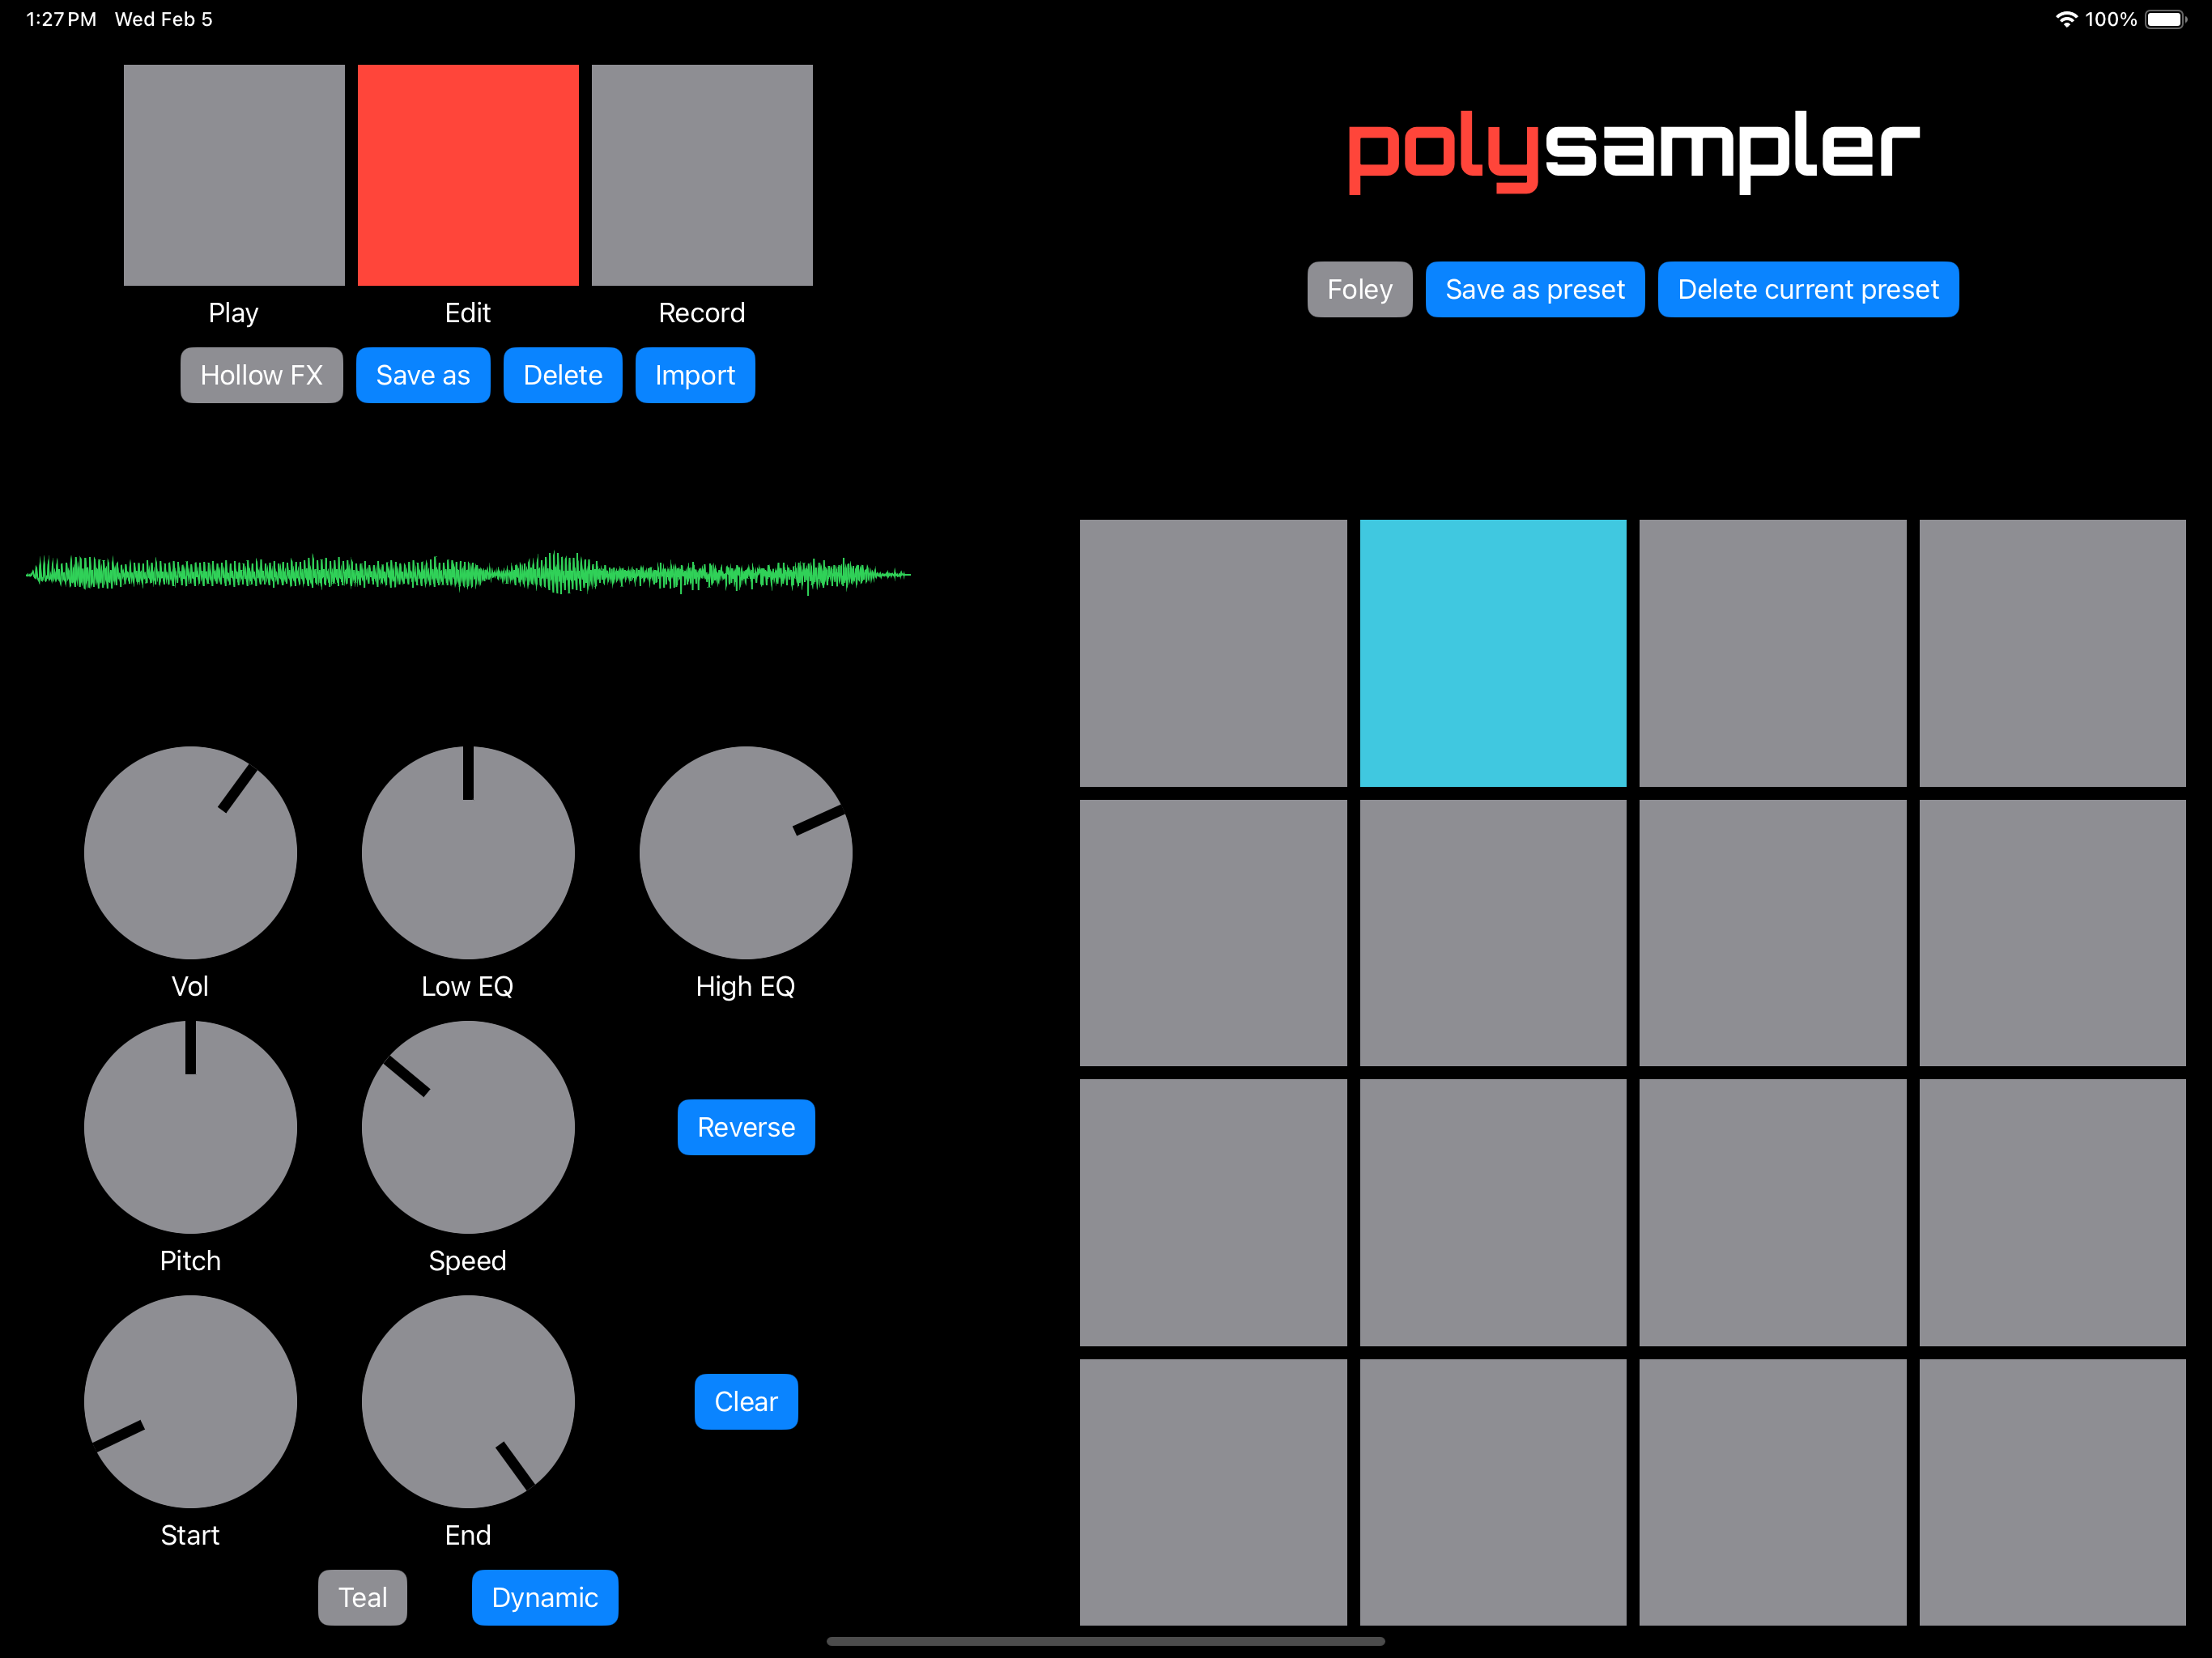 1:27 PM Wed Feb 5
100%
polysampler
Play Edit Record
Foley Save as preset Delete current preset
Hollow FX Save as Delete Import
Vol Low EQ High EQ
Reverse
Pitch Speed
Clear
Start End
Teal Dynamic